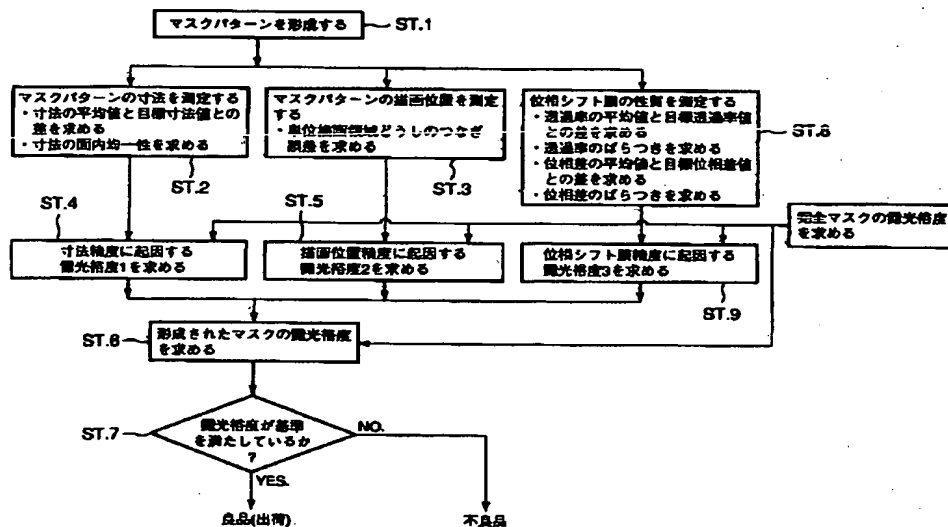 マスクパターンを形成する
ST.1
マスクパターンの寸法を測定する
・寸法の平均値と目標寸法値との
差を求める
・寸法の面内均一性を求める
ST.2
マスクパターンの描画位置を測定
する
・単位描画領域どうしのつなぎ
誤差を求める
ST.3
位相シフト膜の性質を測定する
・透過率の平均値と目標透過率値
との差を求める
・透過率のばらつきを求める
・位相差の平均値と目標位相差値
との差を求める
・位相差のばらつきを求める
ST.8
完全マスクの露光裕度
を求める
ST.4
寸法精度に起因する
露光裕度1を求める
ST.5
描画位置精度に起因する
露光裕度2を求める
位相シフト膜精度に起因する
露光裕度3を求める
ST.9
ST.6
形成されたマスクの露光裕度
を求める
ST.7
露光裕度が基準
を満たしているか
?
NO.
YES.
良品(出荷)
不良品